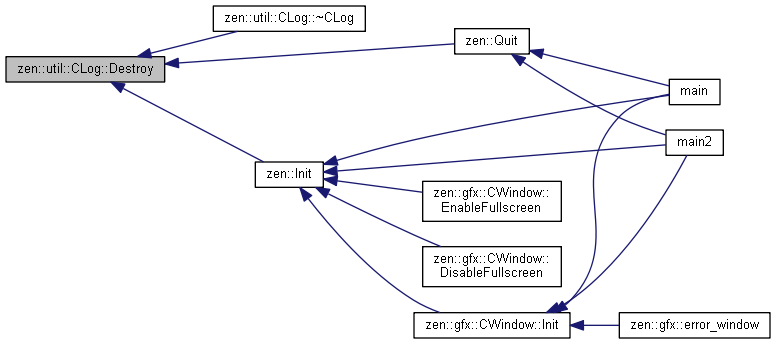 zen::util::CLog::~CLog
zen::util::CLog::Destroy
zen::Quit
main
main2
zen::Init
zen::gfx::CWindow::
EnableFullscreen
zen::gfx::CWindow::
DisableFullscreen
zen::gfx::CWindow::Init
zen::gfx::error_window